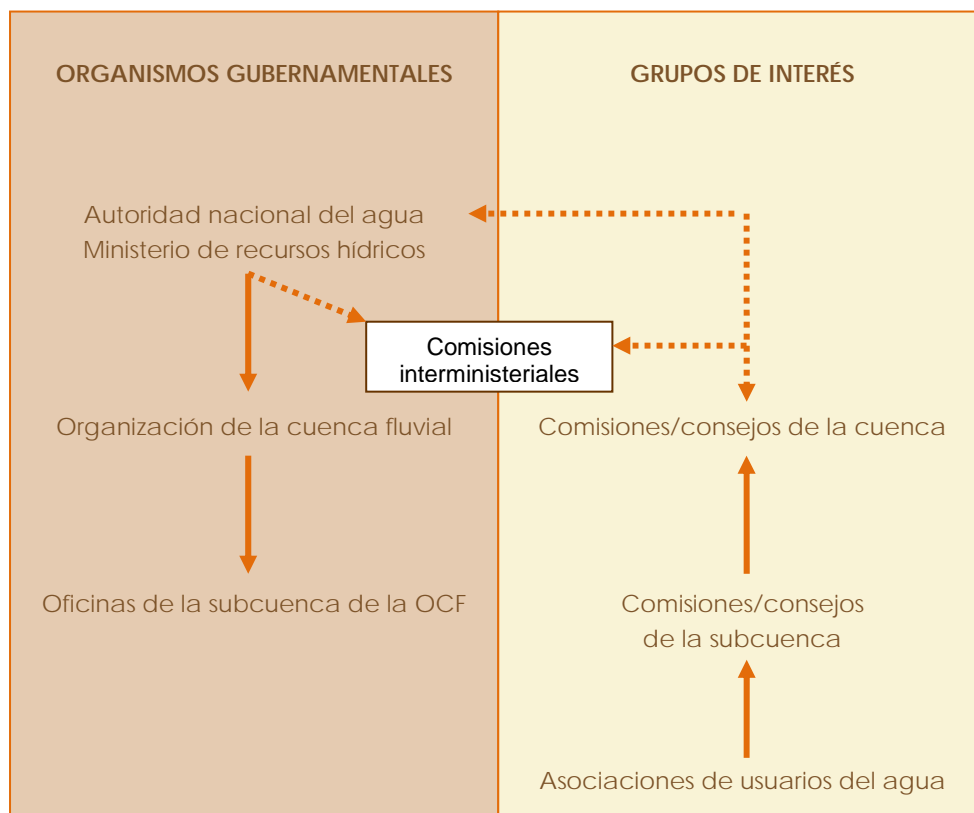 ORGANISMOS GUBERNAMENTALES
GRUPOS DE INTERÉS
Autoridad nacional del agua
Ministerio de recursos hídricos
Comisiones
interministeriales
Organización de la cuenca fluvial
Comisiones/consejos de la cuenca
Oficinas de la subcuenca de la OCF
Comisiones/consejos
de la subcuenca
Asociaciones de usuarios del agua